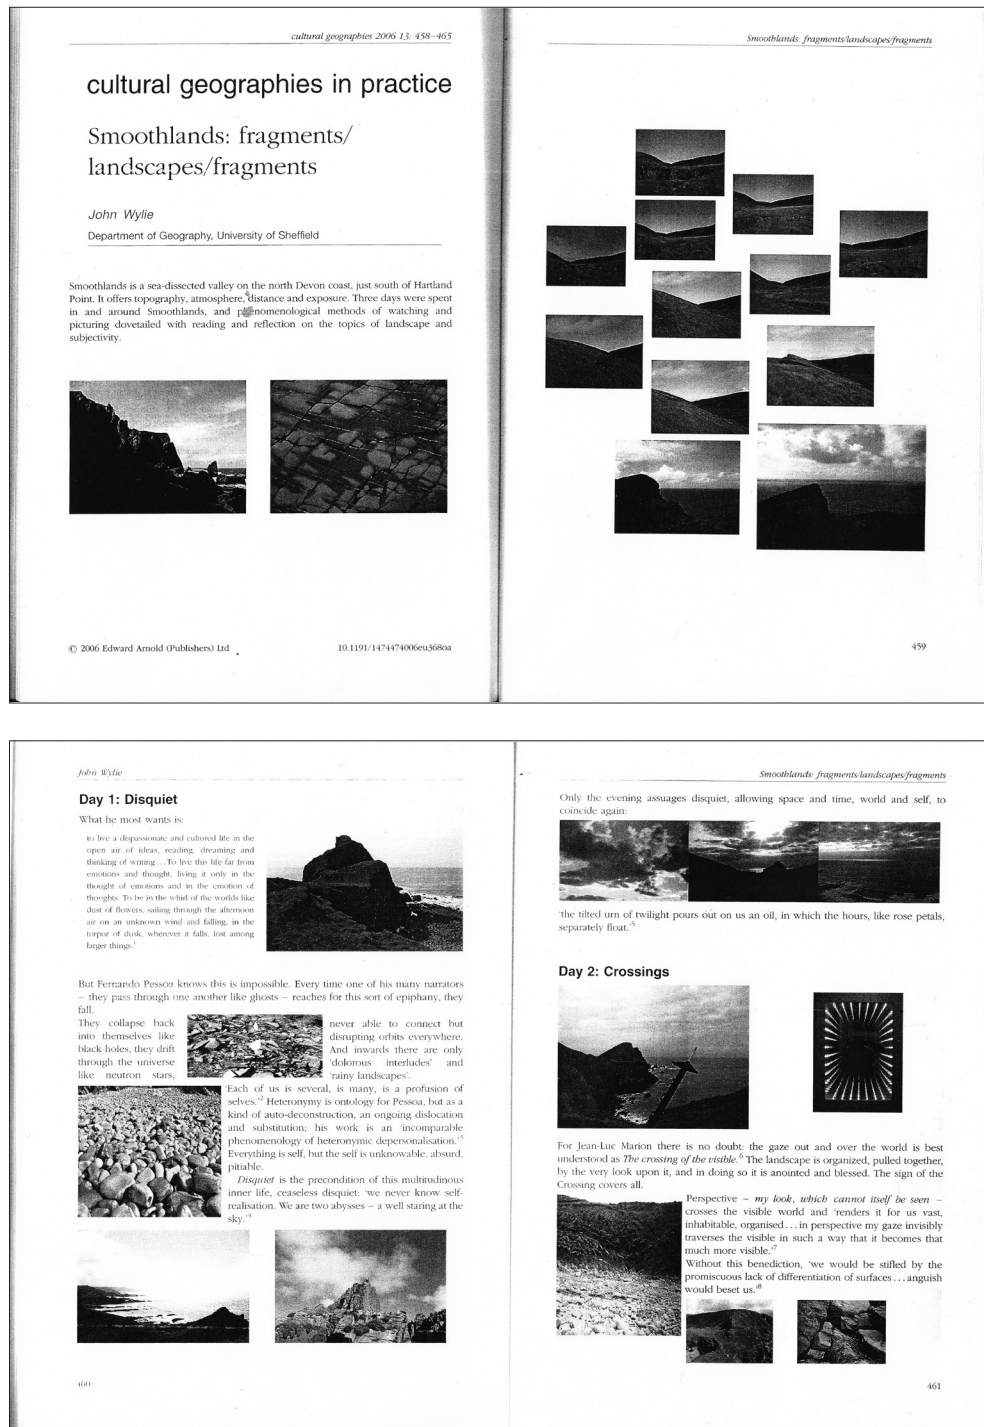 cultural geographies 2006 13: 458–465
cultural geographies in practice
Smoothlands: fragments/
landscapes/fragments
John Wylie
Department of Geography, University of Sheffield
Smoothlands is a sea-dissected valley on the north Devon coast, just south of Hartland
Point. It offers topography, atmosphere, distance and exposure. Three days were spent
in and around Smoothlands, and phenomenological methods of watching and
picturing dovetailed with reading and reflection on the topics of landscape and
subjectivity.
© 2006 Edward Arnold (Publishers) Ltd
10.1191/1474474006eu368oa
Smoothlands: fragments/landscapes/fragments
459
John Wylie
Day 1: Disquiet
What he most wants is:
to live a dispassionate and cultured life in the
open air of ideas, reading, dreaming and
thinking of writing...To live this life far from
emotions and thought, living it only in the
thought of emotions and in the emotion of
thoughts. To be in the whirl of the worlds like
dust of flowers, sailing through the afternoon
air on an unknown wind and falling, in the
torpor of dusk, wherever it falls, lost among
larger things.1
But Fernando Pessoa knows this is impossible. Every time one of his many narrators
– they pass through one another like ghosts – reaches for this sort of epiphany, they
fall.
They collapse back
into themselves like
black holes, they drift
through the universe
like neutron stars,
never able to connect but
disrupting orbits everywhere.
And inwards there are only
'dolorous interludes' and
'rainy landscapes'.
'Each of us is several, is many, is a profusion of
selves.'2 Heteronymy is ontology for Pessoa, but as a
kind of auto-deconstruction, an ongoing dislocation
and substitution; his work is an 'incomparable
phenomenology of heteronymic depersonalisation.'3
Everything is self, but the self is unknowable, absurd,
pitiable.
Disquiet is the precondition of this multitudinous
inner life, ceaseless disquiet: 'we never know self-
realisation. We are two abysses – a well staring at the
sky.'4
460
Smoothlands: fragments/landscapes/fragments
Only the evening assuages disquiet, allowing space and time, world and self, to
coincide again:
'the tilted urn of twilight pours out on us an oil, in which the hours, like rose petals,
separately float.'5
Day 2: Crossings
For Jean-Luc Marion there is no doubt: the gaze out and over the world is best
understood as The crossing of the visible.6 The landscape is organized, pulled together,
by the very look upon it, and in doing so it is anointed and blessed. The sign of the
Crossing covers all.
Perspective – my look, which cannot itself be seen –
crosses the visible world and 'renders it for us vast,
inhabitable, organised...in perspective my gaze invisibly
traverses the visible in such a way that it becomes that
much more visible.'7
Without this benediction, 'we would be stifled by the
promiscuous lack of differentiation of surfaces...anguish
would beset us.'8
461